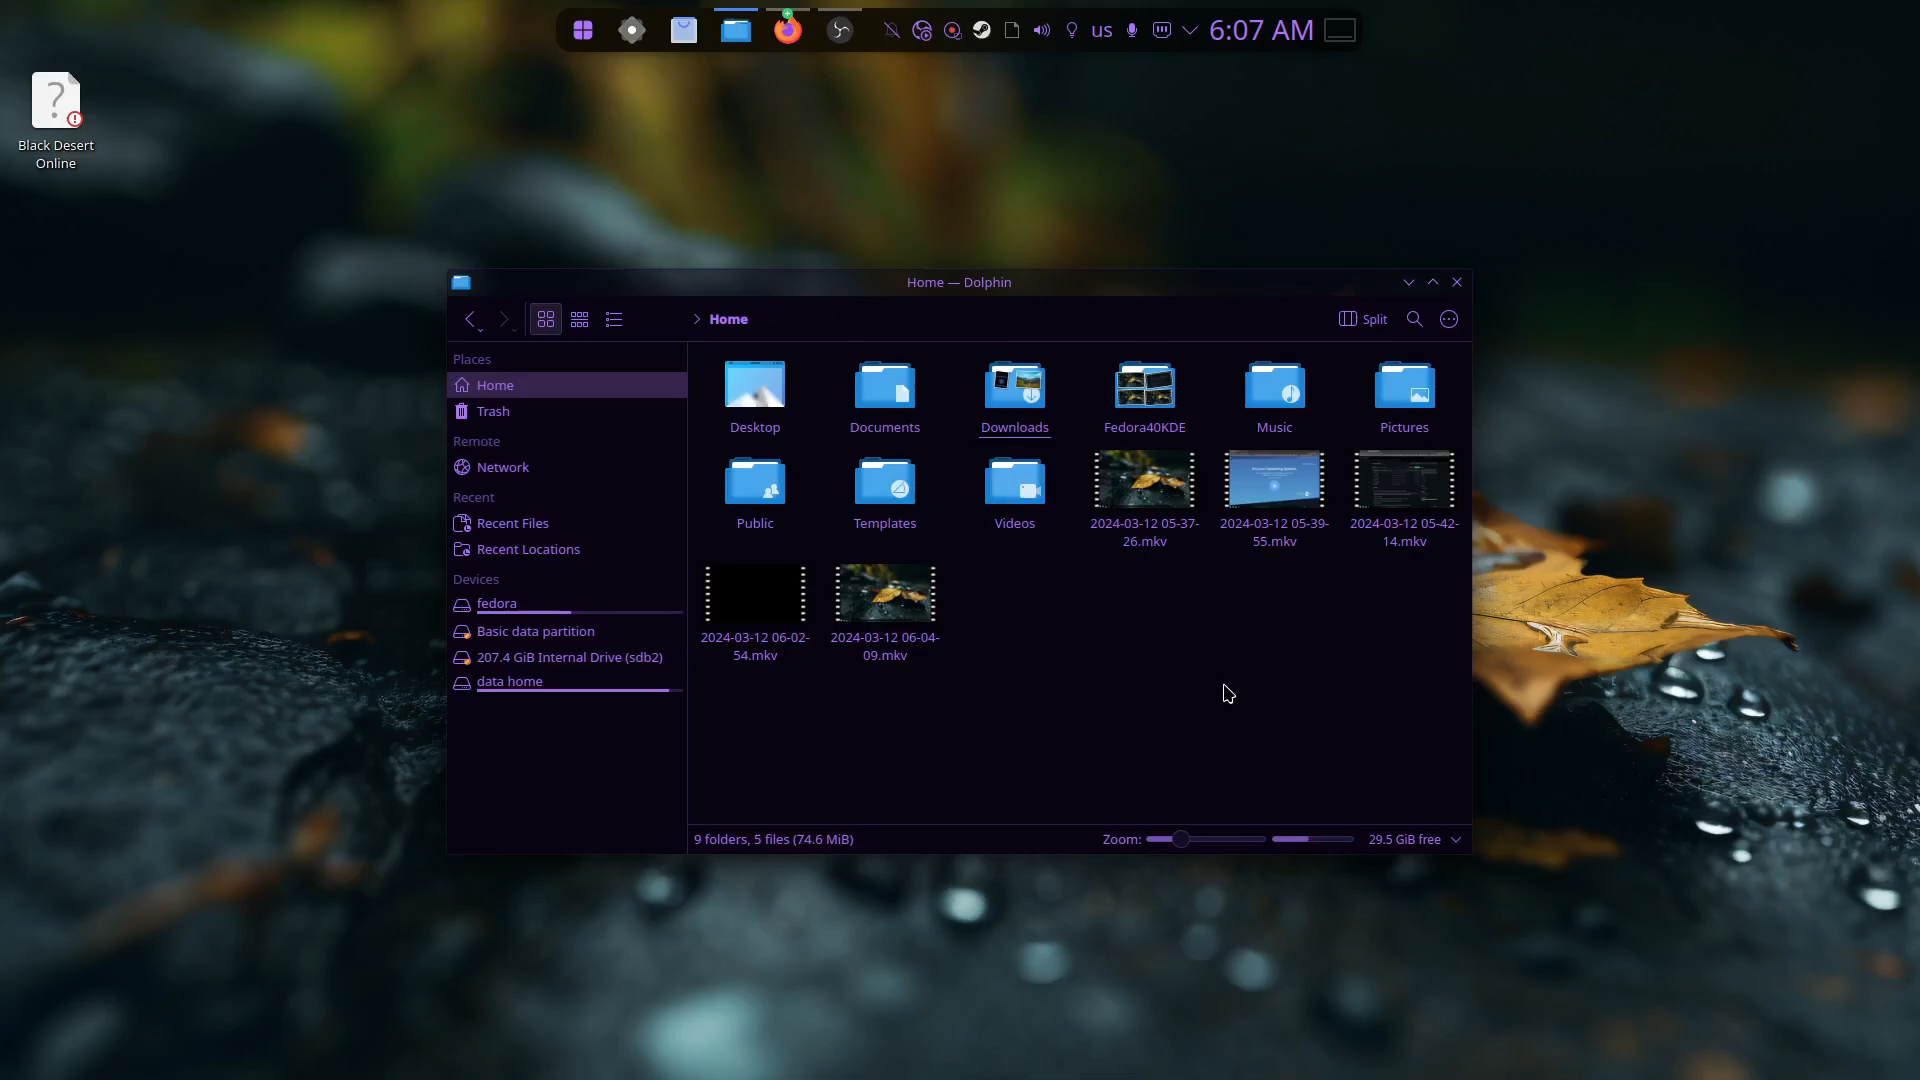 us
6:07 AM
Black Desert
Online
Home — Dolphin
Home
Split
Places
Home
Trash
Remote
Network
Recent
Recent Files
Recent Locations
Devices
fedora
Basic data partition
207.4 GiB Internal Drive (sdb2)
data home
Desktop
Documents
Downloads
Fedora40KDE
Music
Pictures
Public
Templates
Videos
2024-03-12 05-37-
26.mkv
2024-03-12 05-39-
55.mkv
2024-03-12 05-42-
14.mkv
2024-03-12 06-02-
54.mkv
2024-03-12 06-04-
09.mkv
9 folders, 5 files (74.6 MiB)
Zoom:
29.5 GiB free